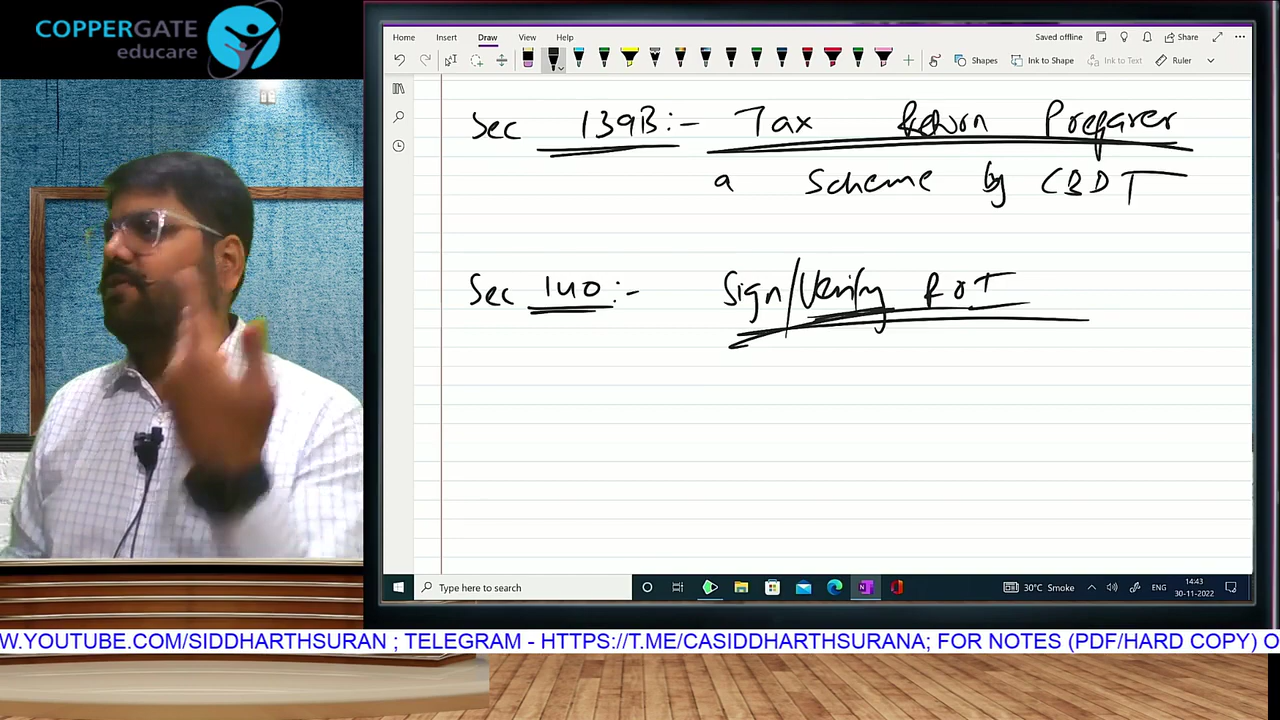 COPPERGATE
educare
Home Insert Draw View Help
Saved offline
Share
Shapes
Ink to Shape
Ink to Text
Ruler
Sec 139B:- Tax Return Preparer
a Scheme by CBDT
Sec 140:- Sign/Verify ROI
Type here to search
30°C Smoke
ENG
14:43
30-11-2022
W.YOUTUBE.COM/SIDDHARTHSURAN ; TELEGRAM - HTTPS://T.ME/CASIDDHARTHSURANA; FOR NOTES (PDF/HARD COPY) O